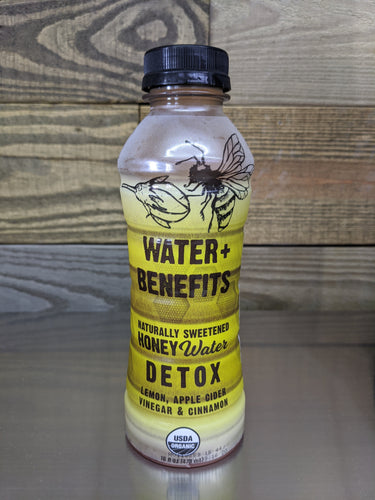 WATER+
BENEFITS
NATURALLY SWEETENED
HONEY Water
DETOX
LEMON, APPLE CIDER
VINEGAR & CINNAMON
USDA
ORGANIC